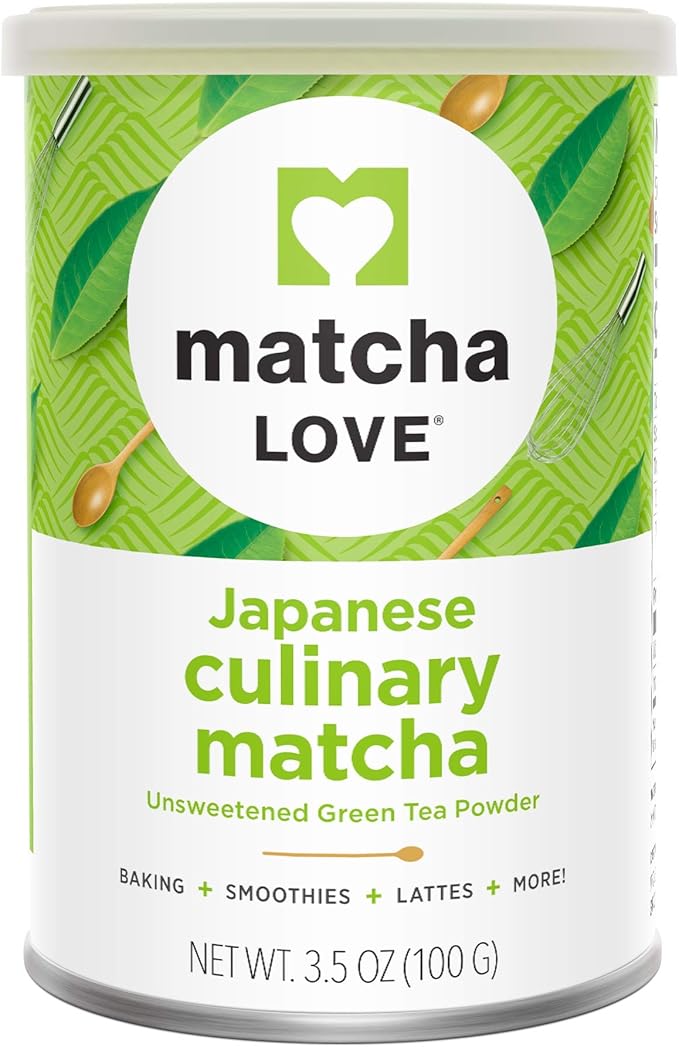 matcha
LOVE®
Japanese
culinary
matcha
Unsweetened Green Tea Powder
BAKING + SMOOTHIES + LATTES + MORE!
NET WT. 3.5 OZ (100 G)